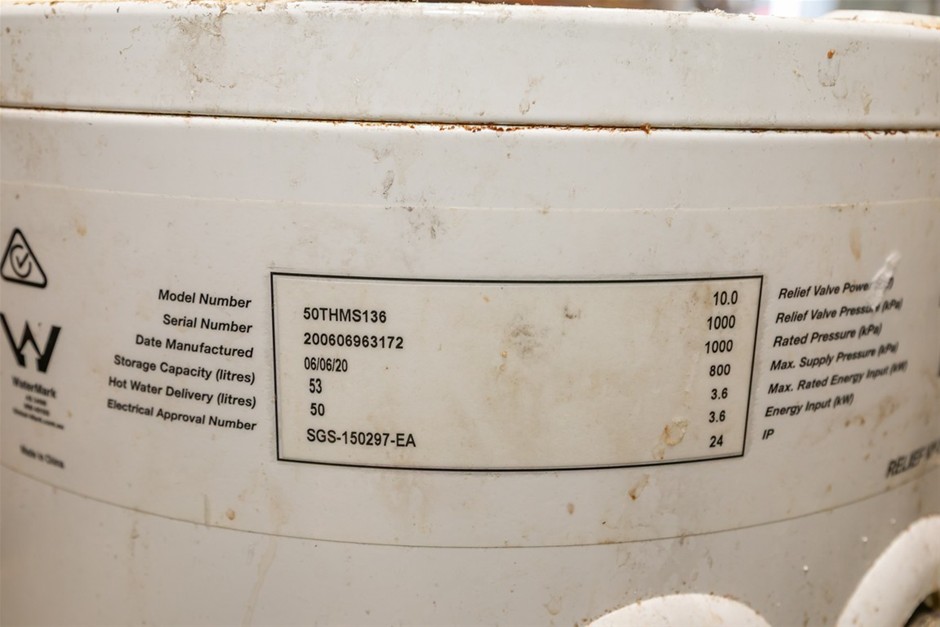 Model Number 50THMS136 10.0 Relief Valve Power
Serial Number 200606963172 1000 Relief Valve Pressure (kPa)
Date Manufactured 06/06/20 1000 Rated Pressure (kPa)
Storage Capacity (litres) 53 800 Max. Supply Pressure (kPa)
Hot Water Delivery (litres) 50 3.6 Max. Rated Energy Input (kW)
Electrical Approval Number SGS-150297-EA 3.6 Energy Input (kW)
24 IP
WaterMark
Made in China
RELIEF